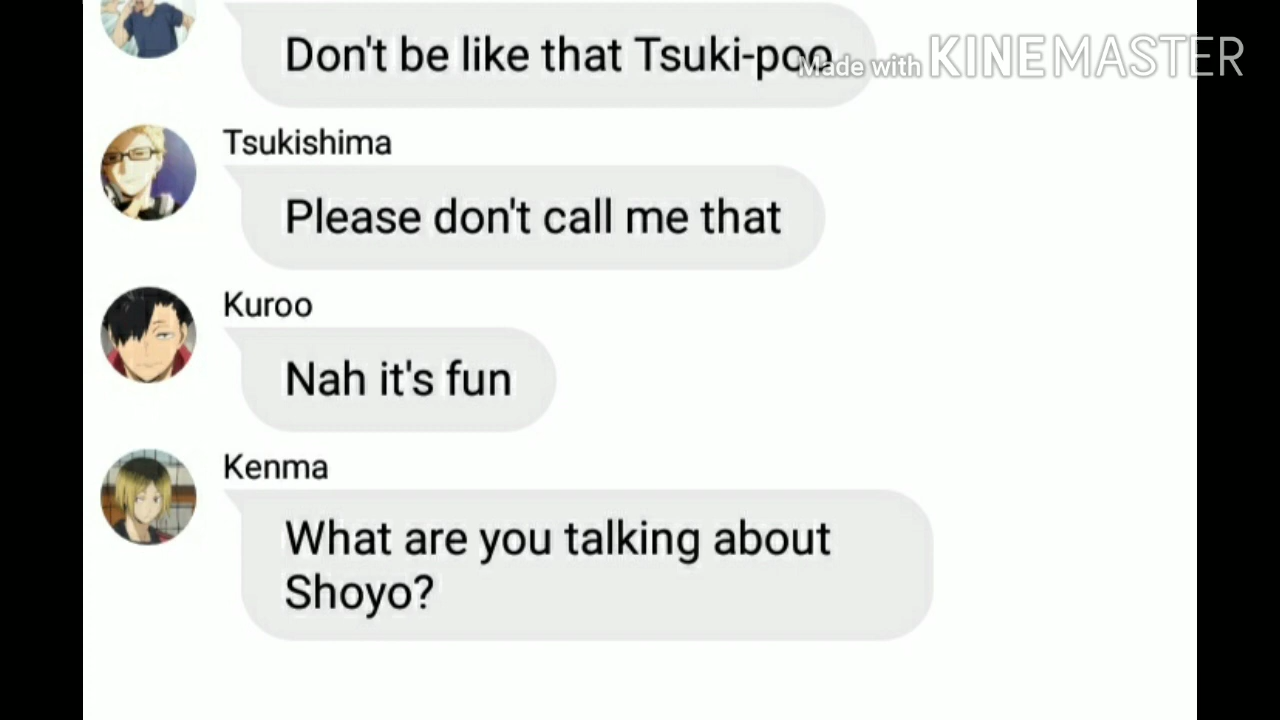 Don't be like that Tsuki-poo
Made with KINEMASTER
Tsukishima
Please don't call me that
Kuroo
Nah it's fun
Kenma
What are you talking about
Shoyo?